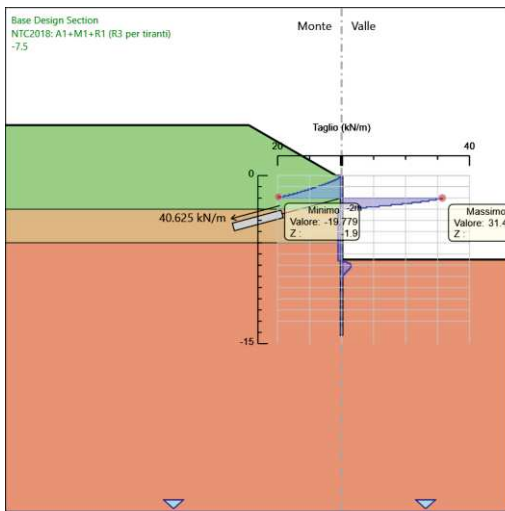 Base Design Section
NTC2018: A1+M1+R1 (R3 per tiranti)
-7.5
Monte
Valle
Taglio (kN/m)
20
40
0
40.625 kN/m
-2m
Minimo
Valore: -19.779
Z : -1.9
Massimo
Valore: 31.4
Z :
-15